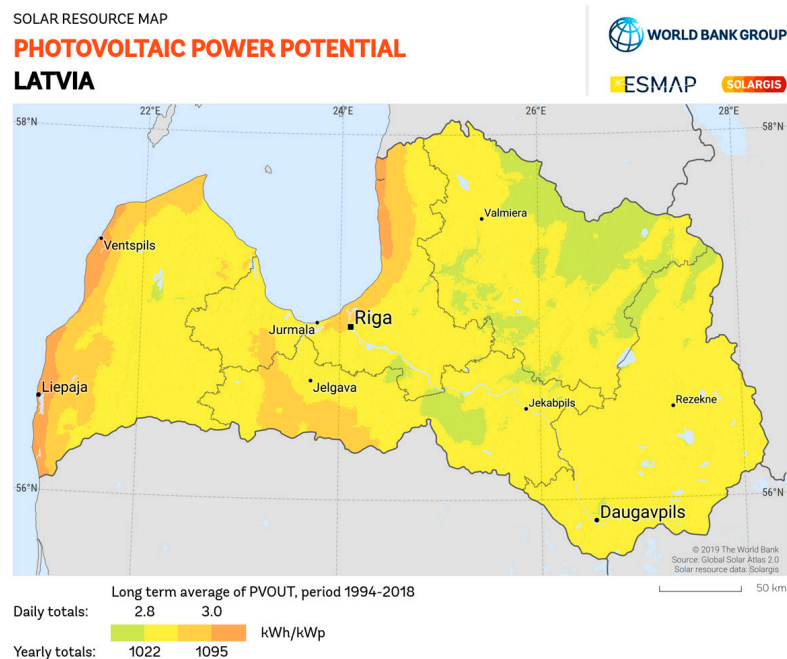 SOLAR RESOURCE MAP
PHOTOVOLTAIC POWER POTENTIAL
LATVIA
WORLD BANK GROUP
ESMAP
SOLARGIS
22°E 24°E 26°E 28°E
58°N 58°N
Valmiera
Ventspils
Riga
Jurmala
Liepaja
Jelgava
Jekabpils
Rezekne
56°N 56°N
Daugavpils
© 2019 The World Bank
Source: Global Solar Atlas 2.0
Solar resource data: Solargis
50 km
Long term average of PVOUT, period 1994-2018
Daily totals: 2.8 3.0
kWh/kWp
Yearly totals: 1022 1095